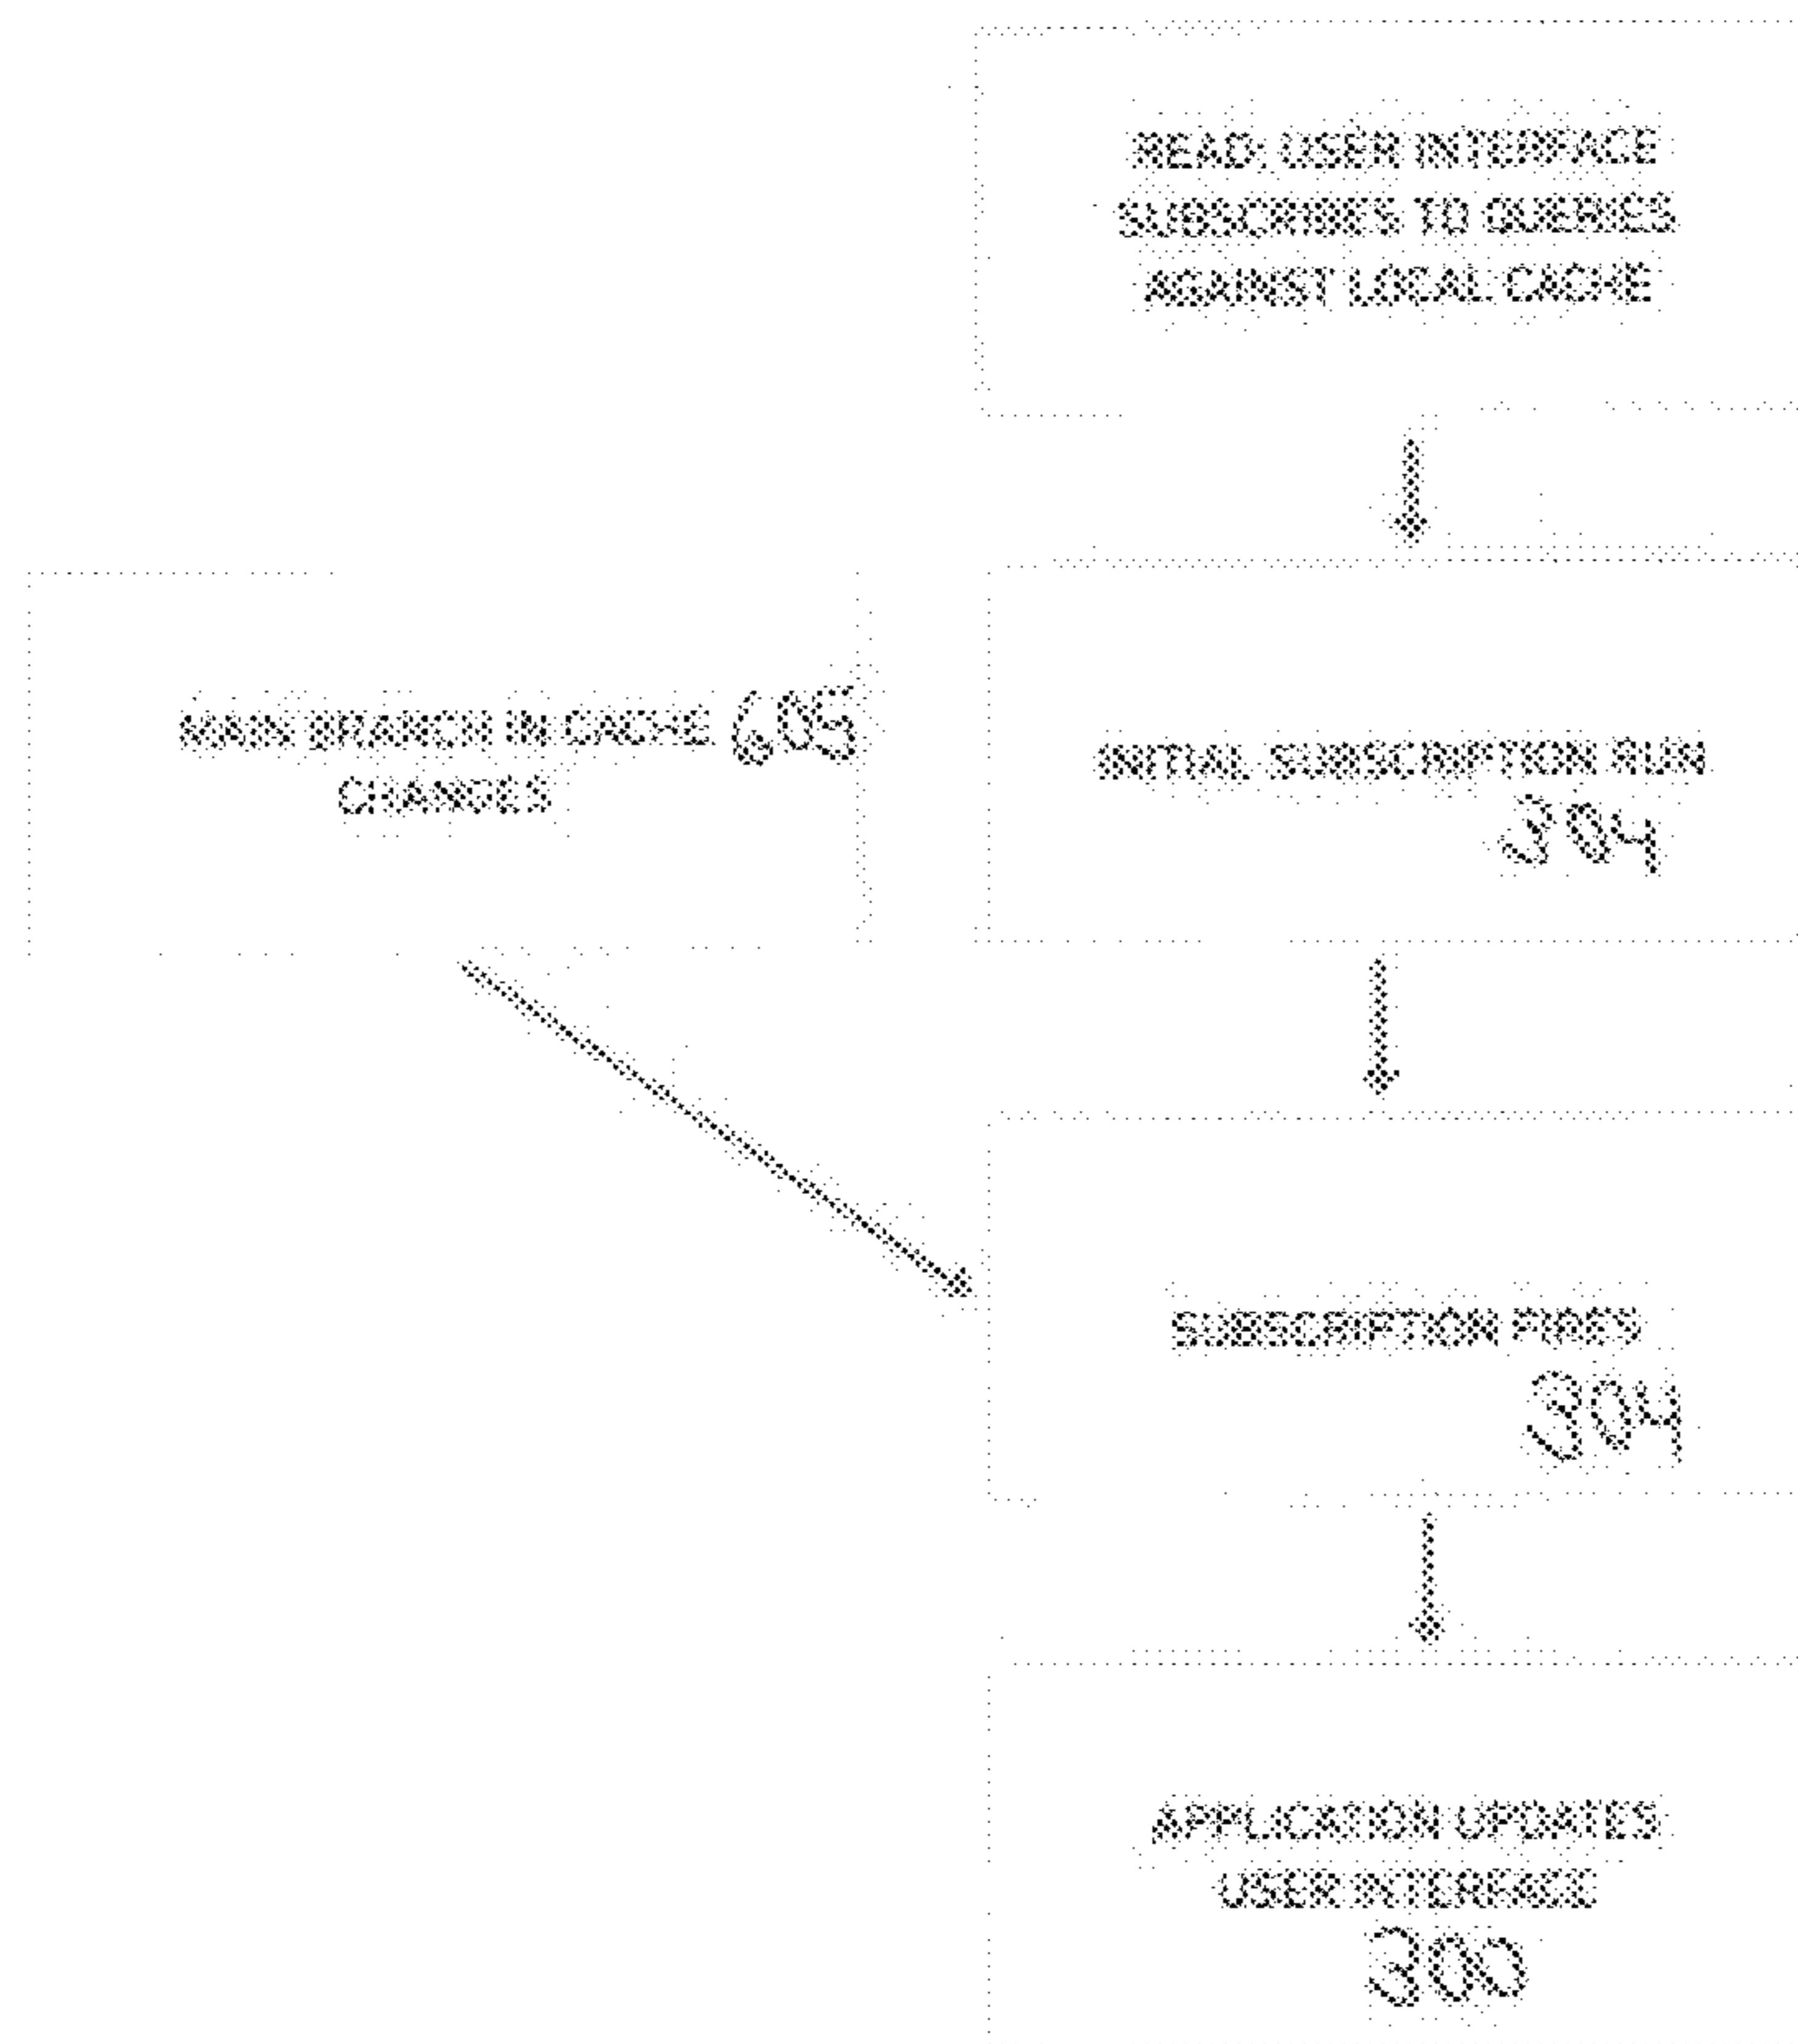 READ: USER INTERFACE
SUBSCRIBES TO QUERIES
AGAINST LOCAL CACHE
MAIN BRANCH IN CACHE 605
CHANGES
INITIAL SUBSCRIPTION RUN
304
SUBSCRIPTION FIRES
304
APPLICATION UPDATES
USER INTERFACE
300